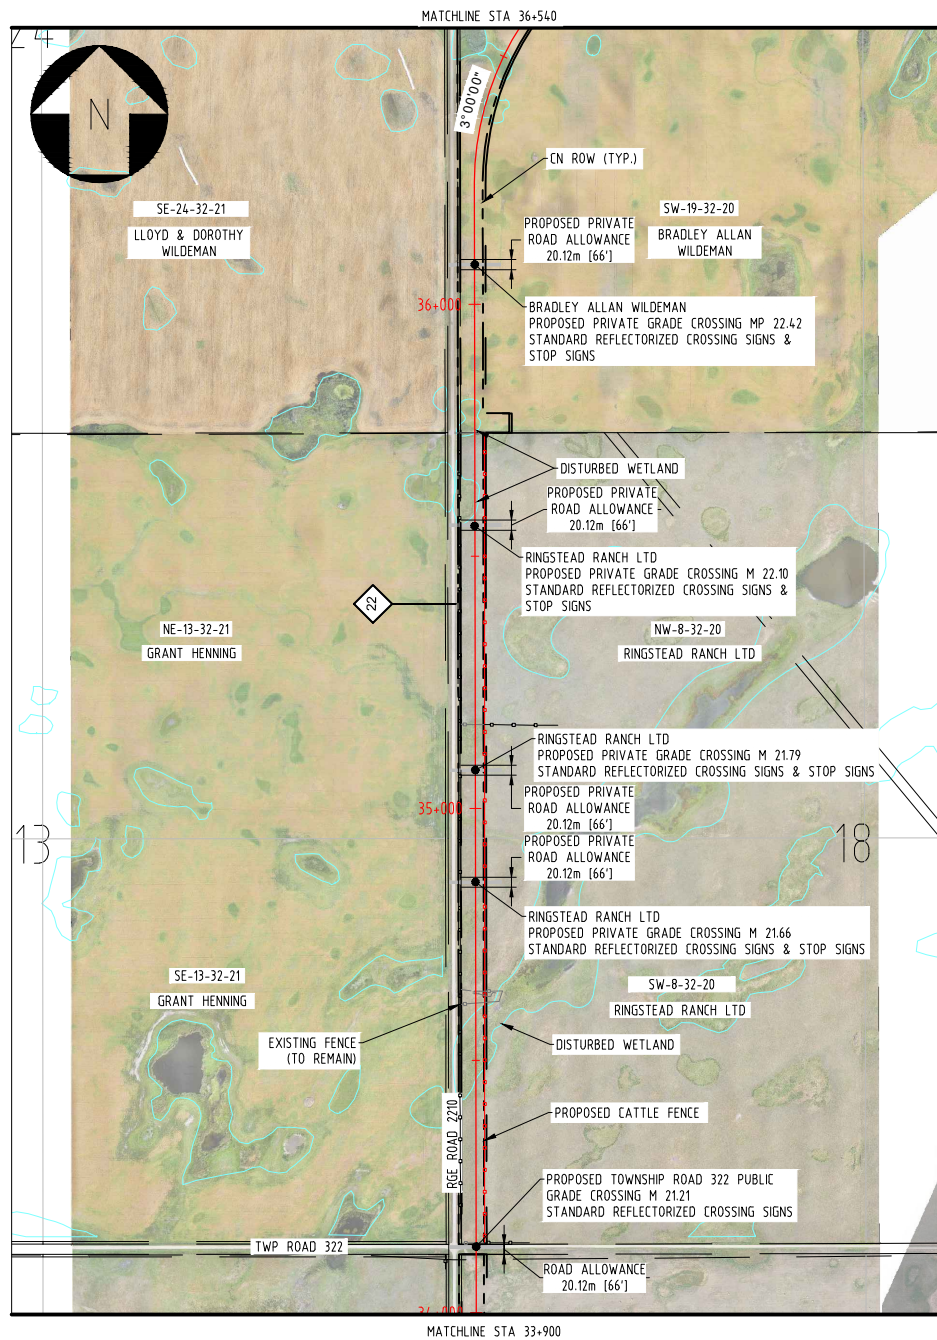 MATCHLINE STA 36+540
24
N
3°00'00"
CN ROW (TYP.)
SE-24-32-21
LLOYD & DOROTHY
WILDEMAN
SW-19-32-20
BRADLEY ALLAN
WILDEMAN
PROPOSED PRIVATE
ROAD ALLOWANCE
20.12m [66']
36+000
BRADLEY ALLAN WILDEMAN
PROPOSED PRIVATE GRADE CROSSING MP 22.42
STANDARD REFLECTORIZED CROSSING SIGNS &
STOP SIGNS
DISTURBED WETLAND
PROPOSED PRIVATE
ROAD ALLOWANCE
20.12m [66']
RINGSTEAD RANCH LTD
PROPOSED PRIVATE GRADE CROSSING M 22.10
STANDARD REFLECTORIZED CROSSING SIGNS &
STOP SIGNS
22
NE-13-32-21
GRANT HENNING
NW-8-32-20
RINGSTEAD RANCH LTD
RINGSTEAD RANCH LTD
PROPOSED PRIVATE GRADE CROSSING M 21.79
STANDARD REFLECTORIZED CROSSING SIGNS & STOP SIGNS
PROPOSED PRIVATE
ROAD ALLOWANCE
20.12m [66']
35+000
13
18
PROPOSED PRIVATE
ROAD ALLOWANCE
20.12m [66']
RINGSTEAD RANCH LTD
PROPOSED PRIVATE GRADE CROSSING M 21.66
STANDARD REFLECTORIZED CROSSING SIGNS & STOP SIGNS
SE-13-32-21
GRANT HENNING
SW-8-32-20
RINGSTEAD RANCH LTD
EXISTING FENCE
(TO REMAIN)
DISTURBED WETLAND
RGE ROAD 2210
PROPOSED CATTLE FENCE
PROPOSED TOWNSHIP ROAD 322 PUBLIC
GRADE CROSSING M 21.21
STANDARD REFLECTORIZED CROSSING SIGNS
TWP ROAD 322
ROAD ALLOWANCE
20.12m [66']
34+000
MATCHLINE STA 33+900